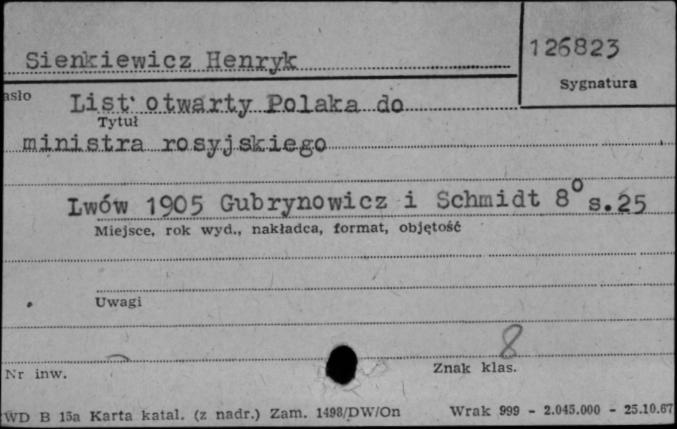 Sienkiewicz Henryk
126823
Sygnatura
asło
List otwarty Polaka do
Tytuł
ministra rosyjskiego
Lwów 1905 Gubrynowicz i Schmidt 8° s.25
Miejsce, rok wyd., nakładca, format, objętość
Uwagi
8
Nr inw.
Znak klas.
WD B 15a Karta katal. (z nadr.) Zam. 1498/DW/On Wrak 999 - 2.045.000 - 25.10.67